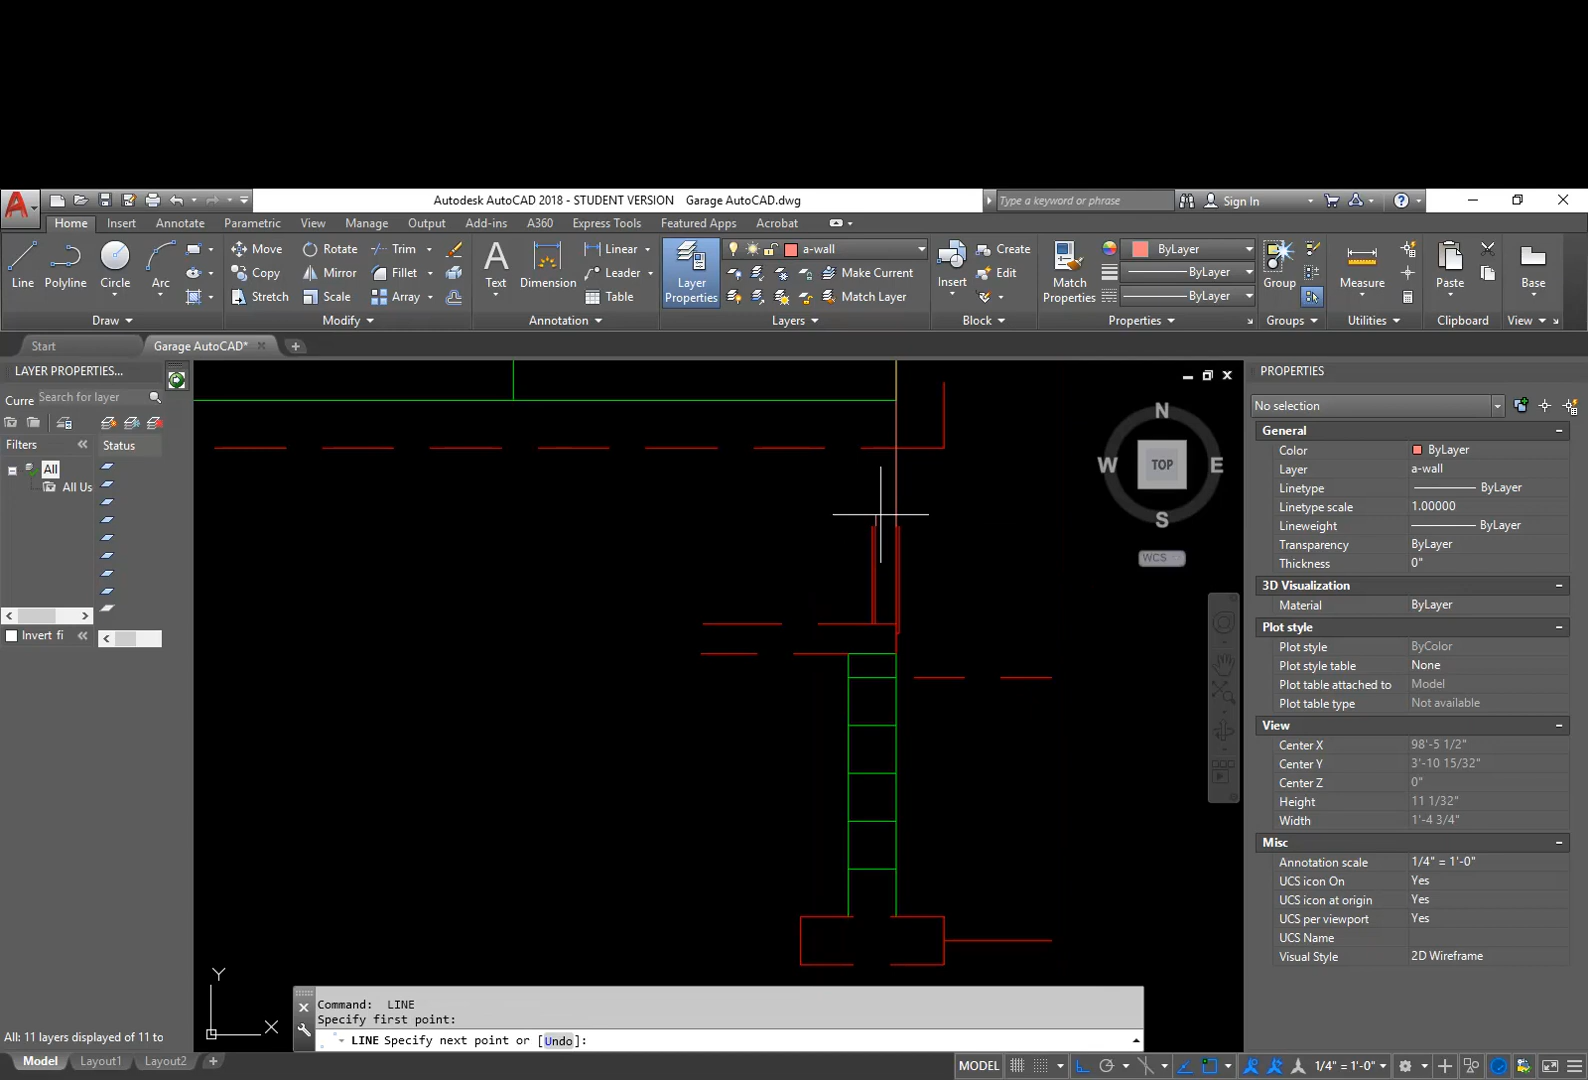 Autodesk AutoCAD 2018 - STUDENT VERSION Garage AutoCAD.dwg
Type a keyword or phrase
Sign In
Home Insert Annotate Parametric View Manage Output Add-ins A360 Express Tools Featured Apps Acrobat
Line Polyline Circle Arc
Move Rotate Trim
Copy Mirror Fillet
Stretch Scale Array
Text Dimension
Linear
Leader
Table
Layer Properties
a-wall
Make Current
Match Layer
Insert
Create
Edit
Match Properties
ByLayer
ByLayer
ByLayer
Group
Measure
Paste
Base
Draw Modify Annotation Layers Block Properties Groups Utilities Clipboard View
Start Garage AutoCAD*
LAYER PROPERTIES...
Curre Search for layer
Filters Status
All
All Us
Invert fi
All: 11 layers displayed of 11 to
N
W TOP E
S
WCS
Y
X
Command: LINE
Specify first point:
LINE Specify next point or [Undo]:
PROPERTIES
No selection
General
Color ByLayer
Layer a-wall
Linetype ByLayer
Linetype scale 1.00000
Lineweight ByLayer
Transparency ByLayer
Thickness 0"
3D Visualization
Material ByLayer
Plot style
Plot style ByColor
Plot style table None
Plot table attached to Model
Plot table type Not available
View
Center X 98'-5 1/2"
Center Y 3'-10 15/32"
Center Z 0"
Height 11 1/32"
Width 1'-4 3/4"
Misc
Annotation scale 1/4" = 1'-0"
UCS icon On Yes
UCS icon at origin Yes
UCS per viewport Yes
UCS Name
Visual Style 2D Wireframe
Model Layout1 Layout2 +
MODEL 1/4" = 1'-0"